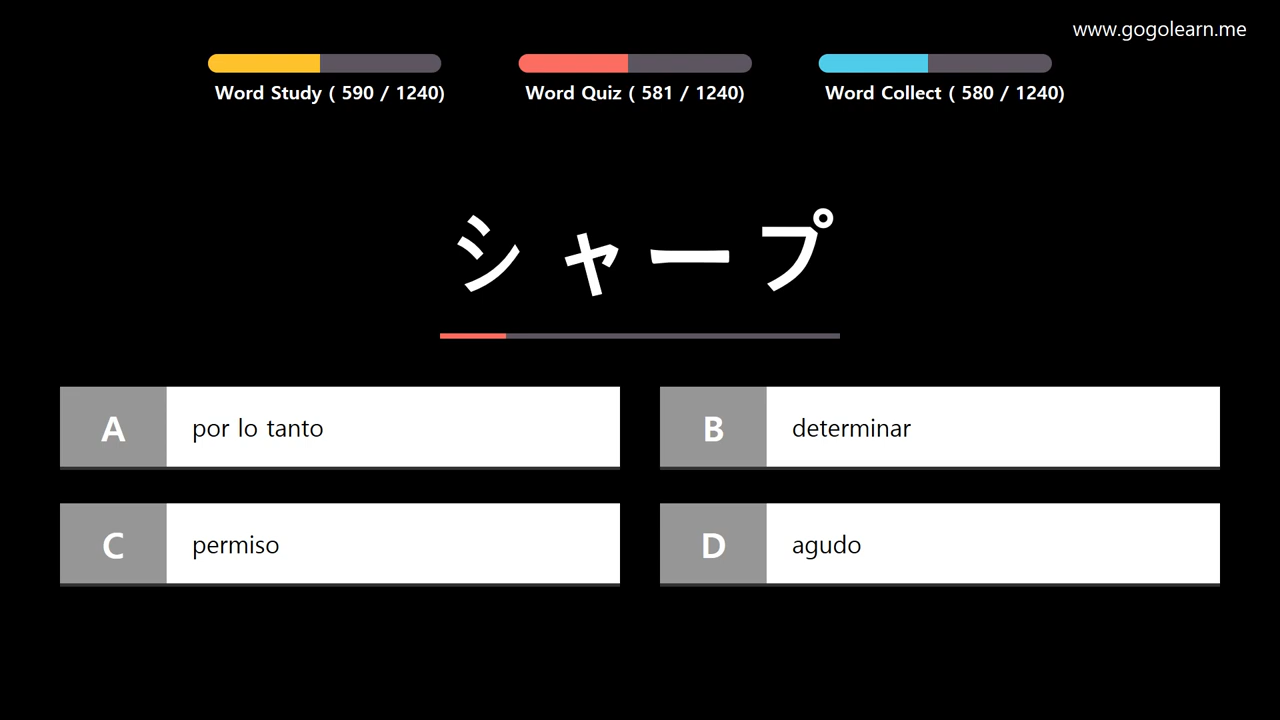 www.gogolearn.me
Word Study ( 590 / 1240)
Word Quiz ( 581 / 1240)
Word Collect ( 580 / 1240)
シャープ
A
por lo tanto
B
determinar
C
permiso
D
agudo